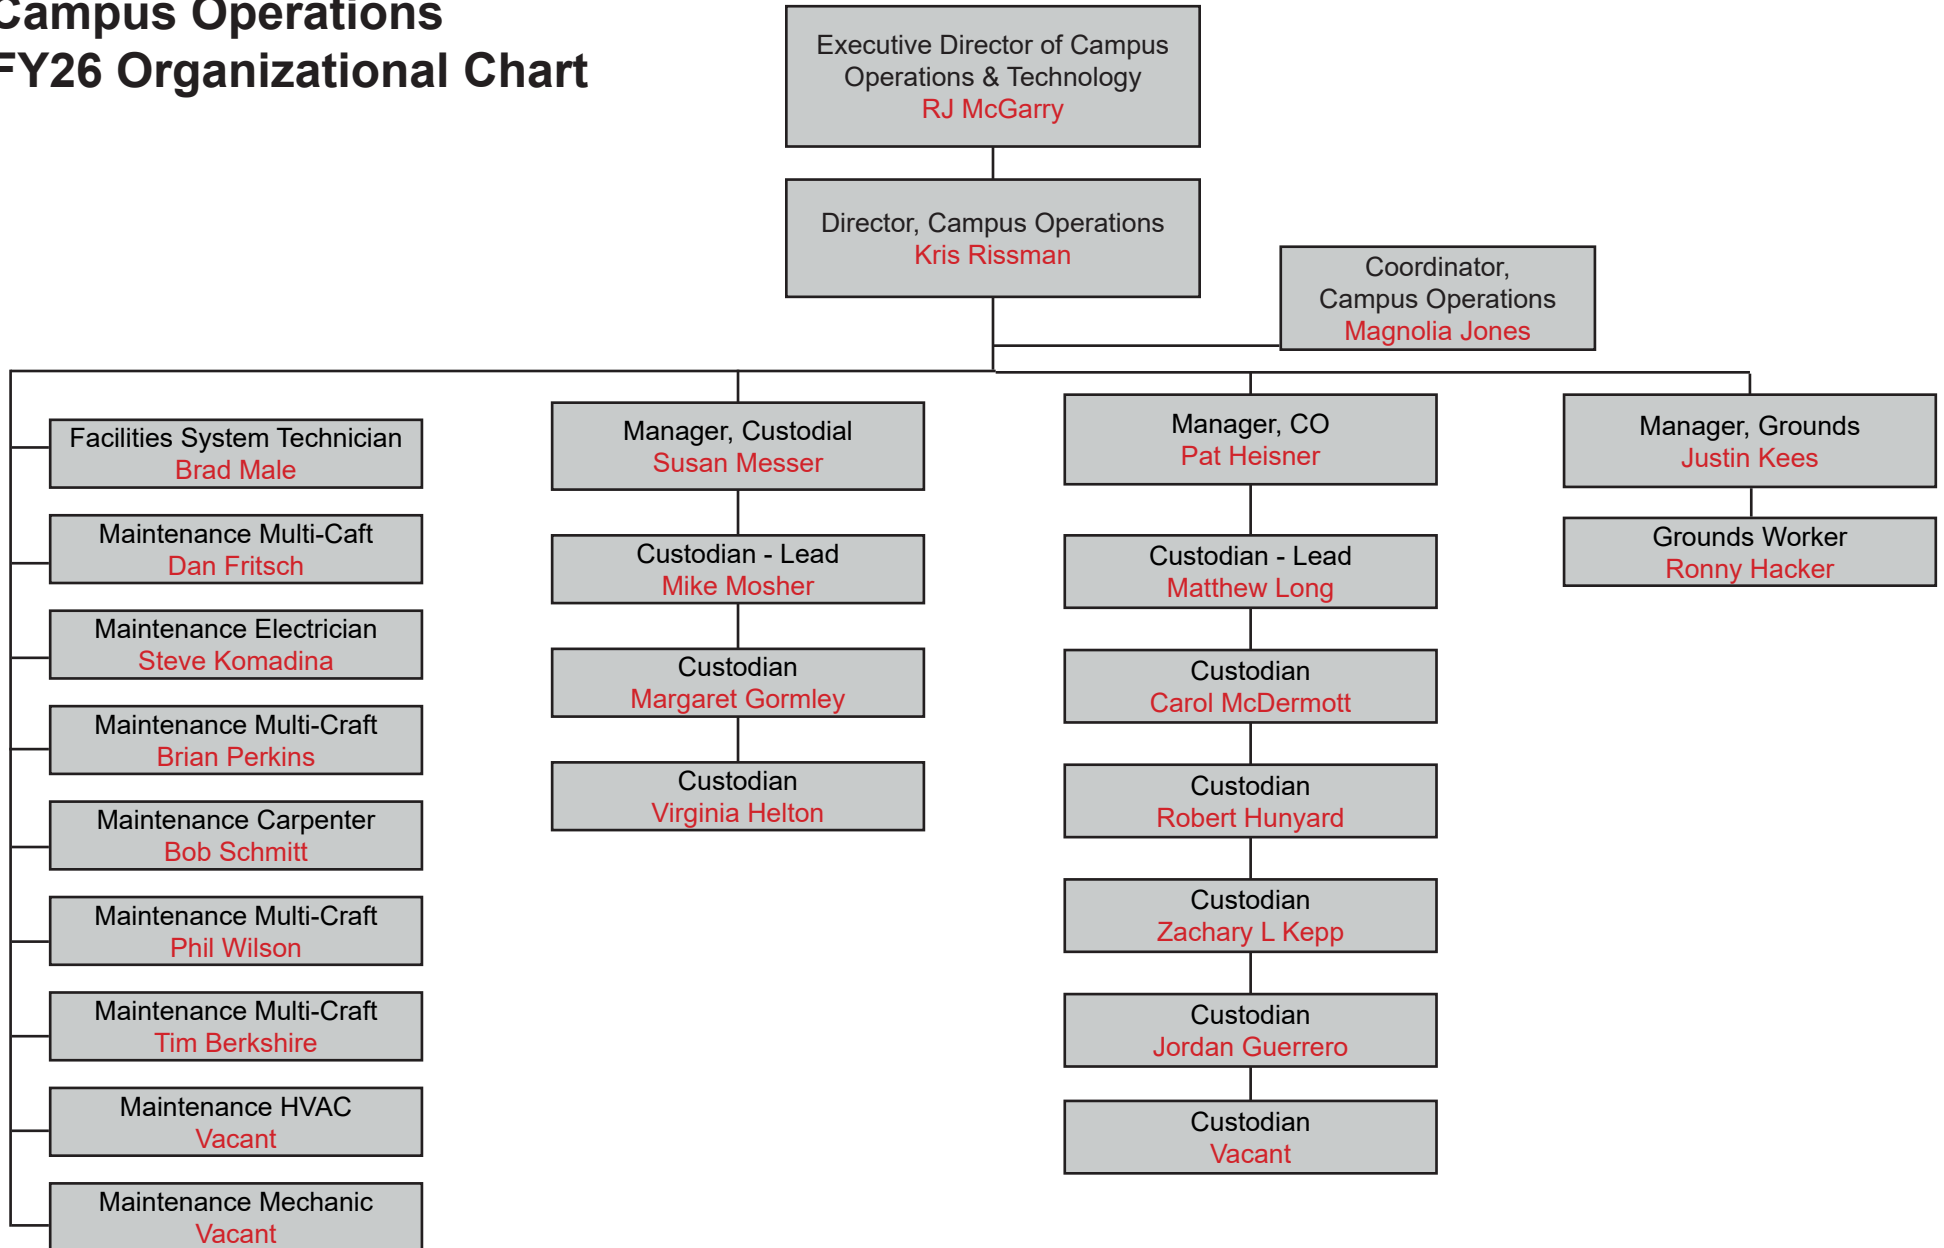 Campus Operations
FY26 Organizational Chart
Executive Director of Campus
Operations & Technology
RJ McGarry
Director, Campus Operations
Kris Rissman
Coordinator,
Campus Operations
Magnolia Jones
Facilities System Technician
Brad Male
Maintenance Multi-Caft
Dan Fritsch
Maintenance Electrician
Steve Komadina
Maintenance Multi-Craft
Brian Perkins
Maintenance Carpenter
Bob Schmitt
Maintenance Multi-Craft
Phil Wilson
Maintenance Multi-Craft
Tim Berkshire
Maintenance HVAC
Vacant
Maintenance Mechanic
Vacant
Manager, Custodial
Susan Messer
Custodian - Lead
Mike Mosher
Custodian
Margaret Gormley
Custodian
Virginia Helton
Manager, CO
Pat Heisner
Custodian - Lead
Matthew Long
Custodian
Carol McDermott
Custodian
Robert Hunyard
Custodian
Zachary L Kepp
Custodian
Jordan Guerrero
Custodian
Vacant
Manager, Grounds
Justin Kees
Grounds Worker
Ronny Hacker